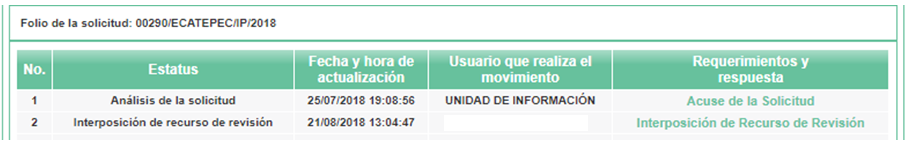 Folio de la solicitud: 00290/ECATEPEC/IP/2018
No. Estatus Fecha y hora de actualización Usuario que realiza el movimiento Requerimientos y respuesta
1 Análisis de la solicitud 25/07/2018 19:08:56 UNIDAD DE INFORMACIÓN Acuse de la Solicitud
2 Interposición de recurso de revisión 21/08/2018 13:04:47 Interposición de Recurso de Revisión